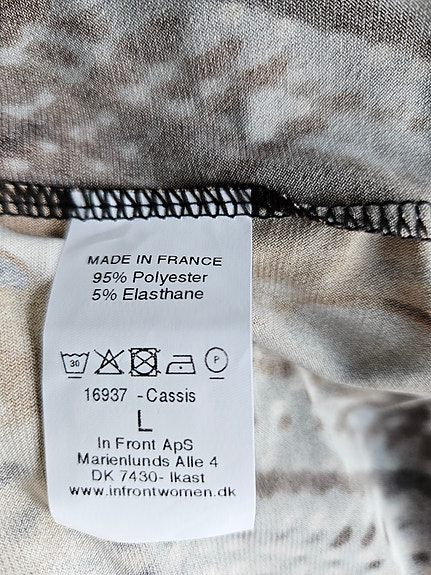 MADE IN FRANCE
95% Polyester
5% Elasthane
30 P
16937 - Cassis
L
In Front ApS
Marienlunds Alle 4
DK 7430- Ikast
www.infrontwomen.dk